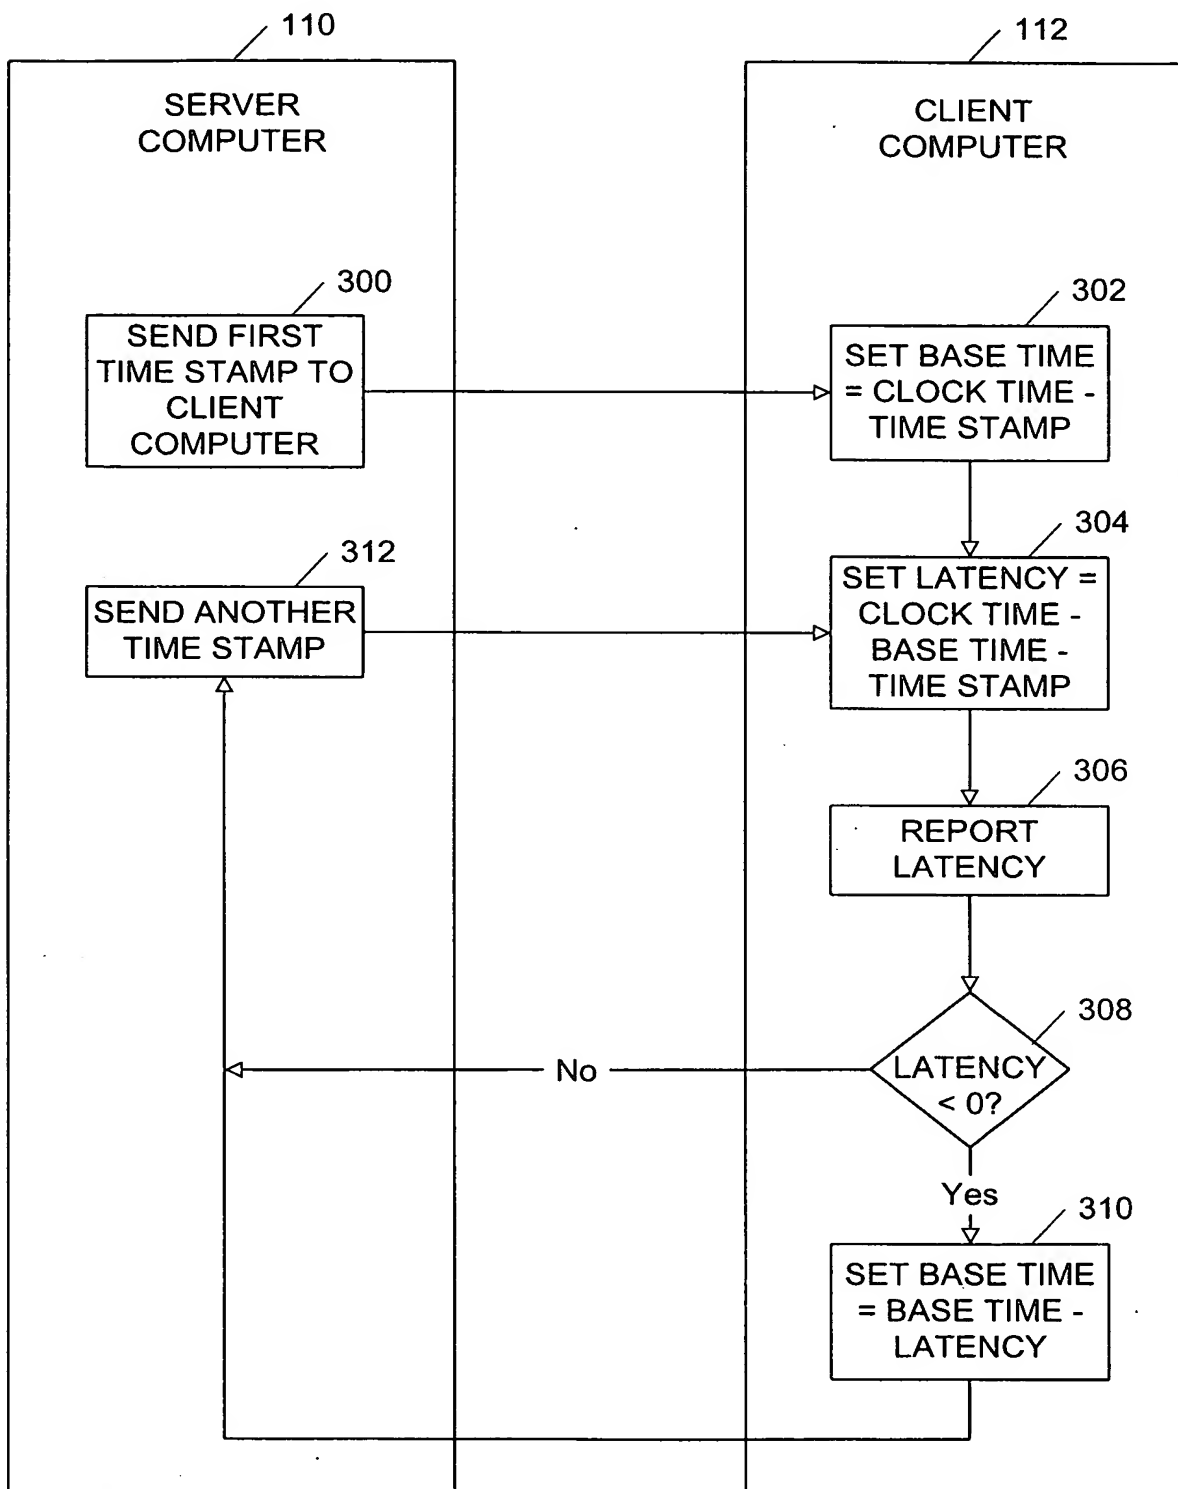 110
SERVER
COMPUTER
112
CLIENT
COMPUTER
300
SEND FIRST
TIME STAMP TO
CLIENT
COMPUTER
302
SET BASE TIME
= CLOCK TIME -
TIME STAMP
312
SEND ANOTHER
TIME STAMP
304
SET LATENCY =
CLOCK TIME -
BASE TIME -
TIME STAMP
306
REPORT
LATENCY
308
LATENCY
< 0?
No
Yes
310
SET BASE TIME
= BASE TIME -
LATENCY